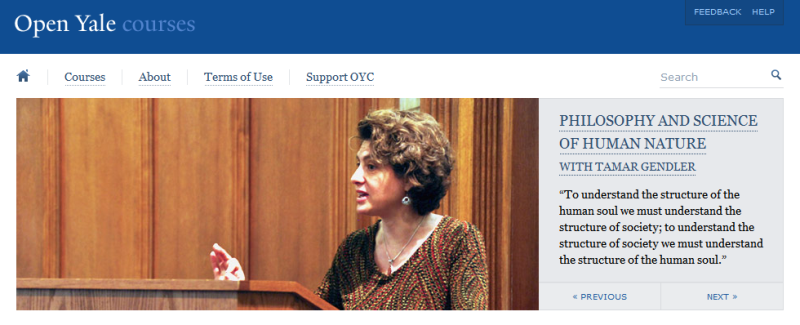 FEEDBACK HELP
Open Yale courses
Courses About Terms of Use Support OYC Search
PHILOSOPHY AND SCIENCE
OF HUMAN NATURE
WITH TAMAR GENDLER
“To understand the structure of the
human soul we must understand the
structure of society; to understand the
structure of society we must understand
the structure of the human soul.”
« PREVIOUS NEXT »